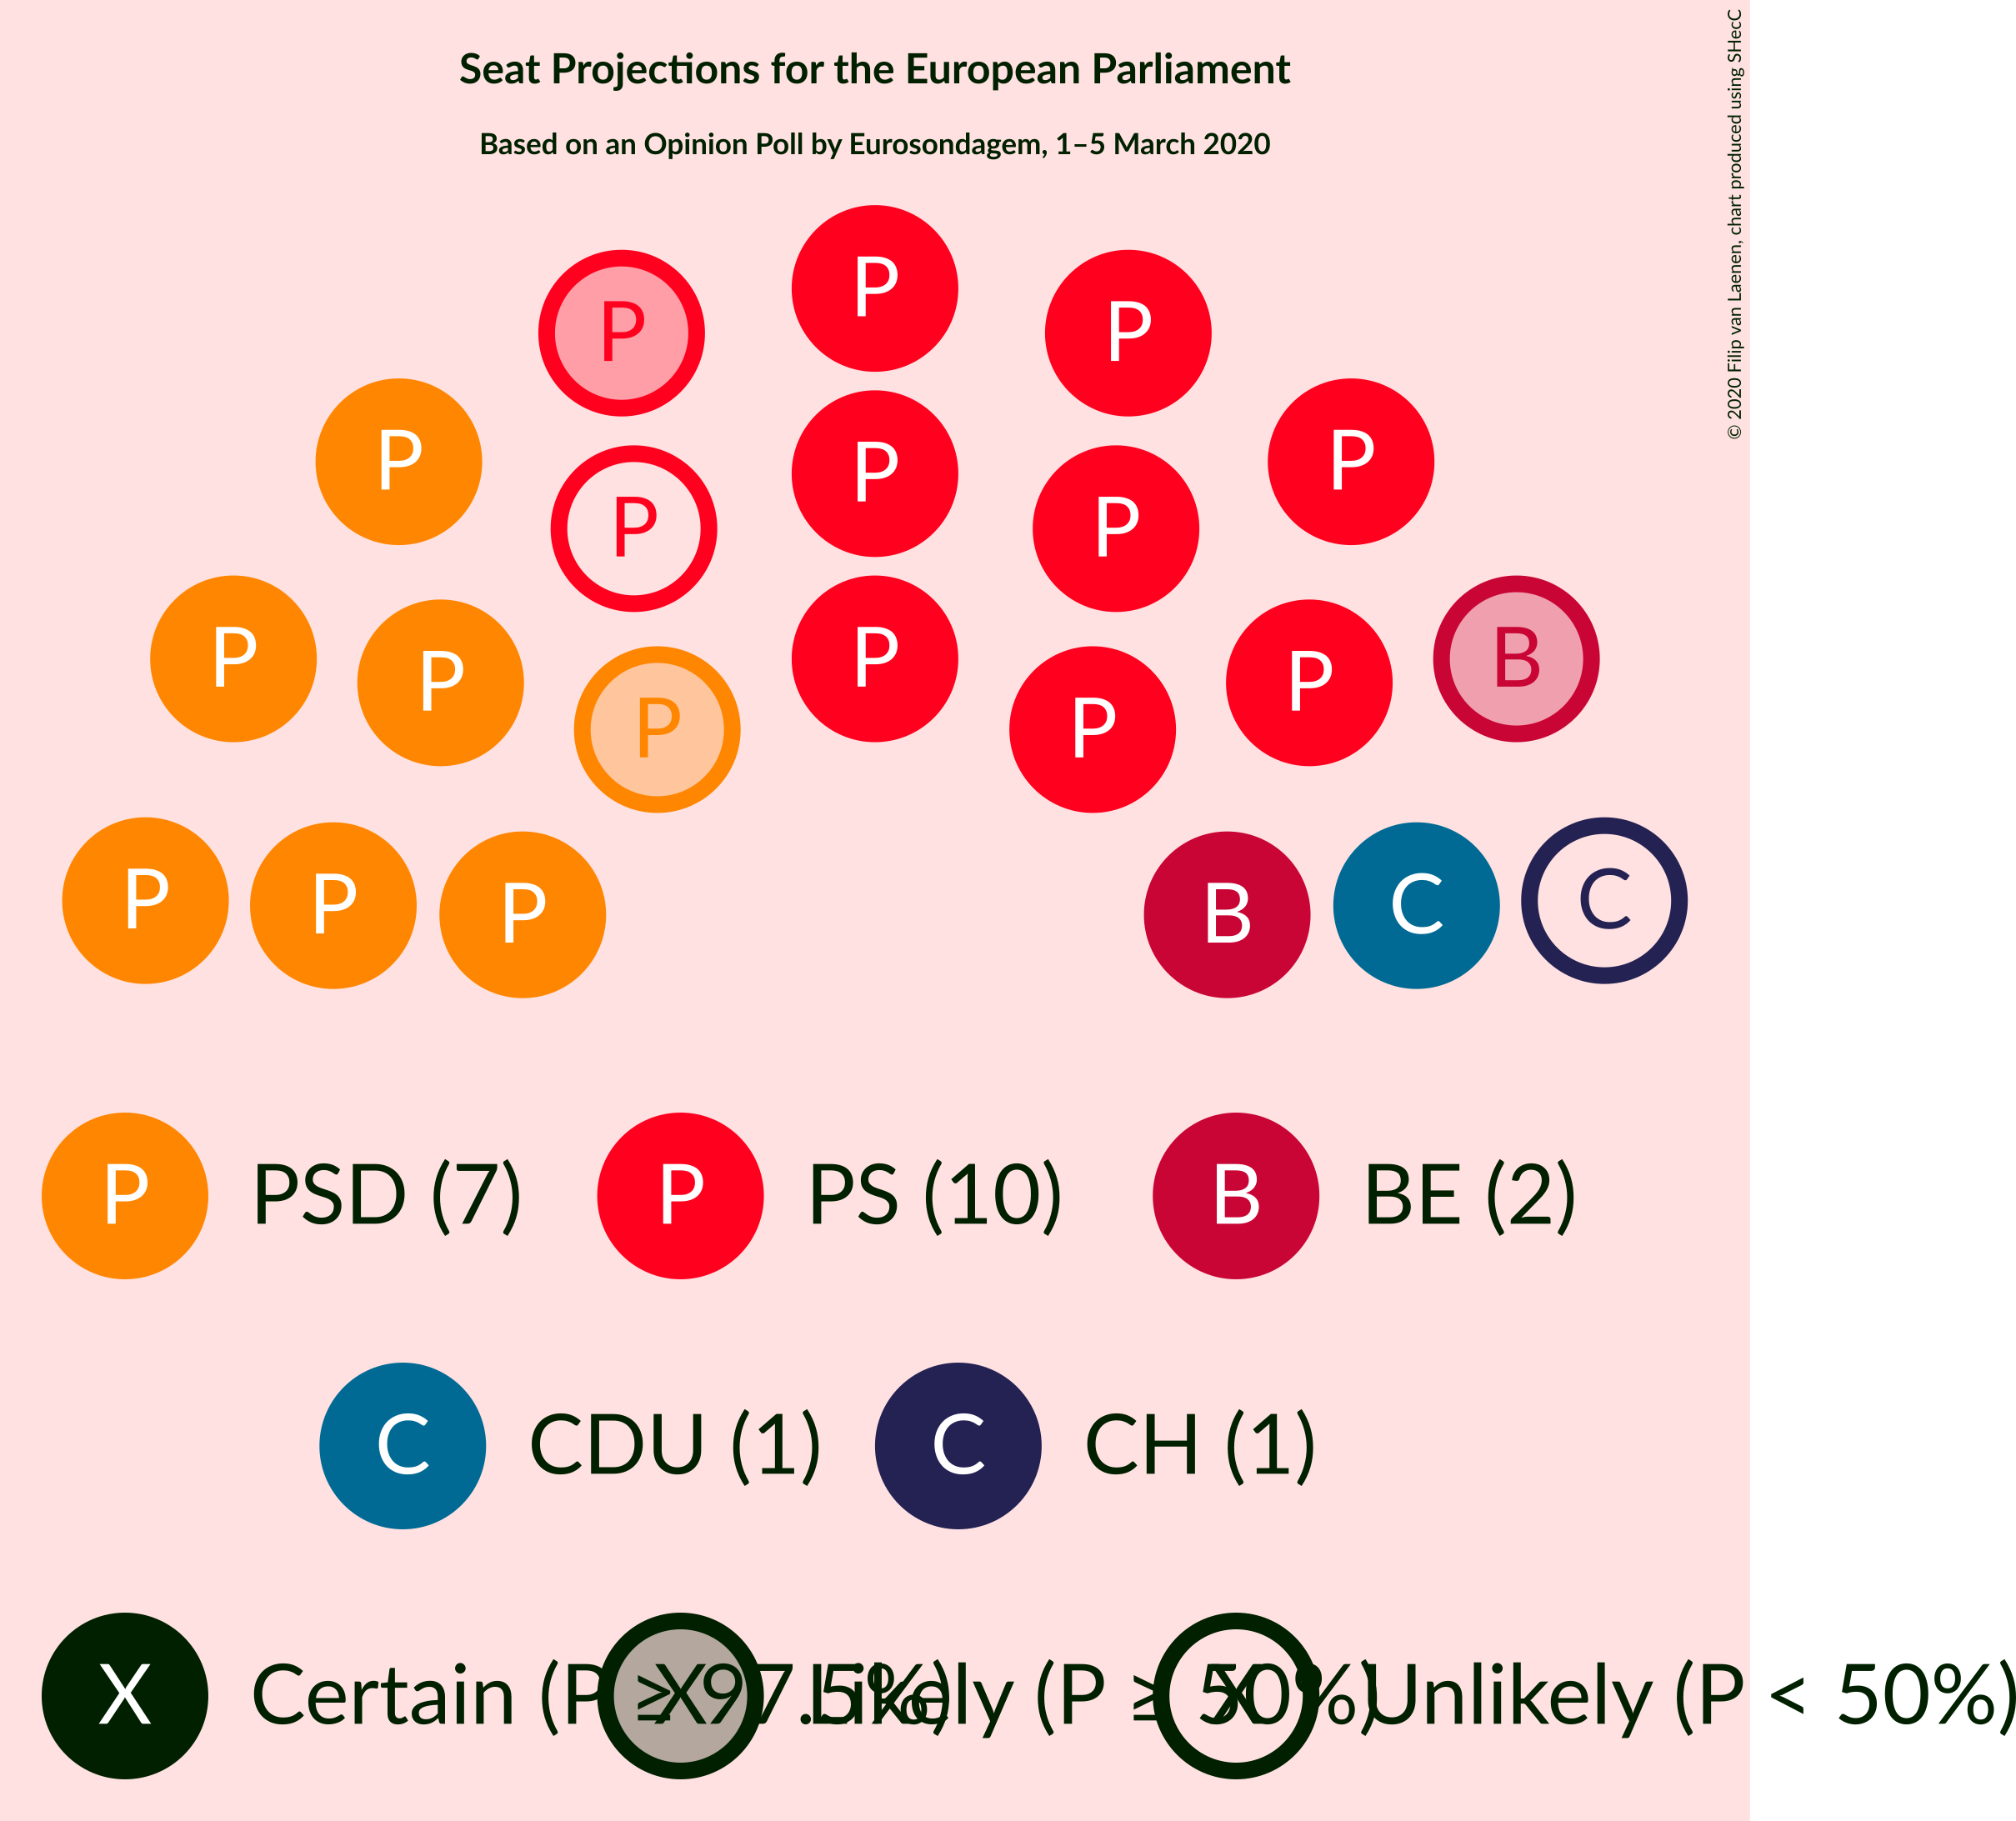 Seat Projections for the European Parliament
Based on an Opinion Poll by Eurosondagem, 1–5 March 2020
© 2020 Filip van Laenen, chart produced using SHecC
P
P P
P P
P
P P
P P B
P P
P P
P P
P P P B C C
P PSD (7) P PS (10) B BE (2)
C CDU (1) C CH (1)
X Certain (P ≥ 97.5%) X Likely (P ≥ 50%) X Unlikely (P < 50%)